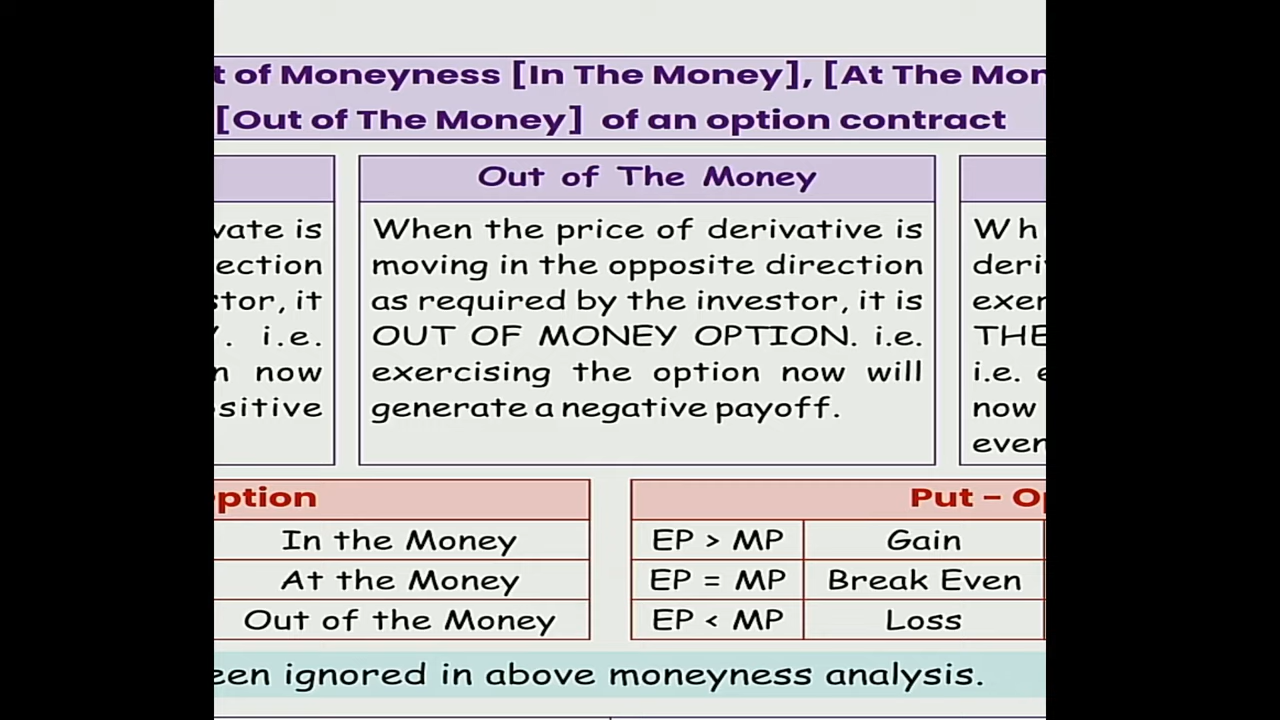 t of Moneyness [In The Money], [At The Mon
[Out of The Money] of an option contract
vate is
ection
stor, it
. i.e.
now
sitive
Out of The Money
When the price of derivative is
moving in the opposite direction
as required by the investor, it is
OUT OF MONEY OPTION. i.e.
exercising the option now will
generate a negative payoff.
Wh
deri
exer
THE
i.e. e
now
even
ption
In the Money
At the Money
Out of the Money
Put – Op
EP > MP Gain
EP = MP Break Even
EP < MP Loss
een ignored in above moneyness analysis.